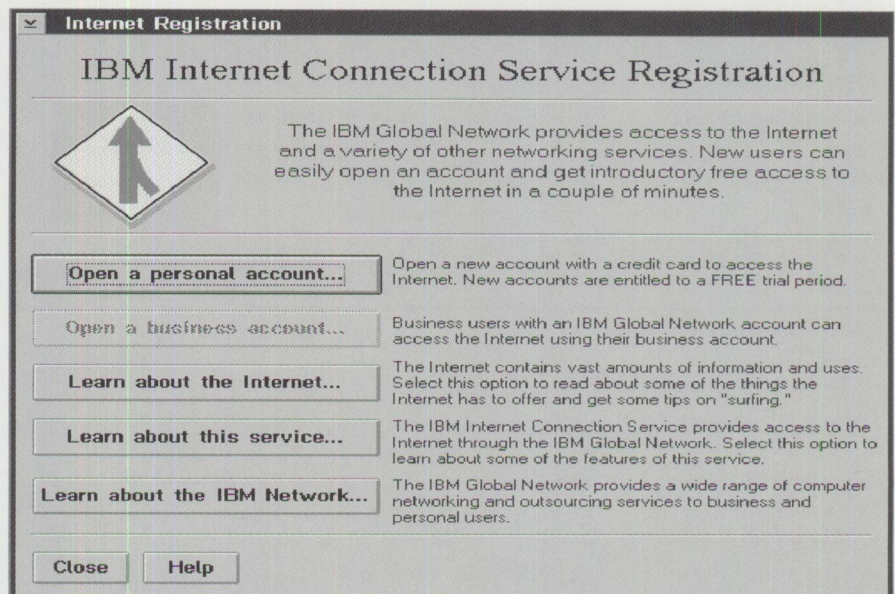 Internet Registration
IBM Internet Connection Service Registration
The IBM Global Network provides access to the Internet
and a variety of other networking services. New users can
easily open an account and get introductory free access to
the Internet in a couple of minutes.
Open a personal account...
Open a new account with a credit card to access the
Internet. New accounts are entitled to a FREE trial period.
Open a business account...
Business users with an IBM Global Network account can
access the Internet using their business account.
Learn about the Internet...
The Internet contains vast amounts of information and uses.
Select this option to read about some of the things the
Internet has to offer and get some tips on "surfing."
Learn about this service...
The IBM Internet Connection Service provides access to the
Internet through the IBM Global Network. Select this option to
learn about some of the features of this service.
Learn about the IBM Network...
The IBM Global Network provides a wide range of computer
networking and outsourcing services to business and
personal users.
Close
Help